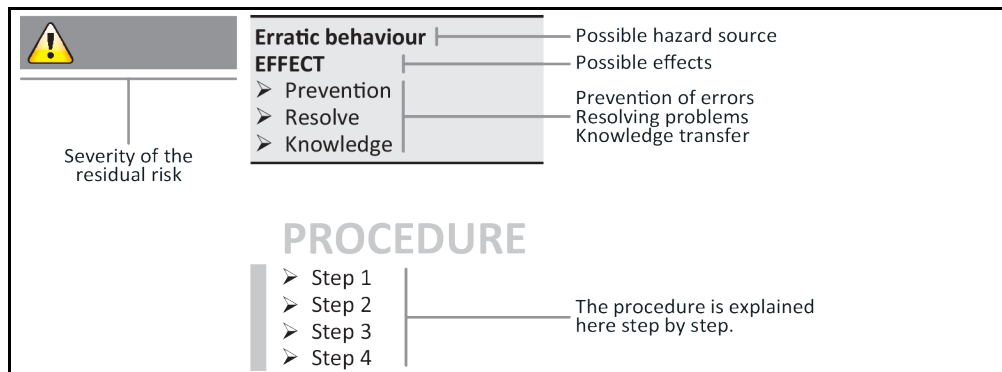 Erratic behaviour
Possible hazard source
EFFECT
Possible effects
➢ Prevention
➢ Resolve
➢ Knowledge
Prevention of errors
Resolving problems
Knowledge transfer
Severity of the
residual risk
PROCEDURE
➢ Step 1
➢ Step 2
➢ Step 3
➢ Step 4
The procedure is explained
here step by step.